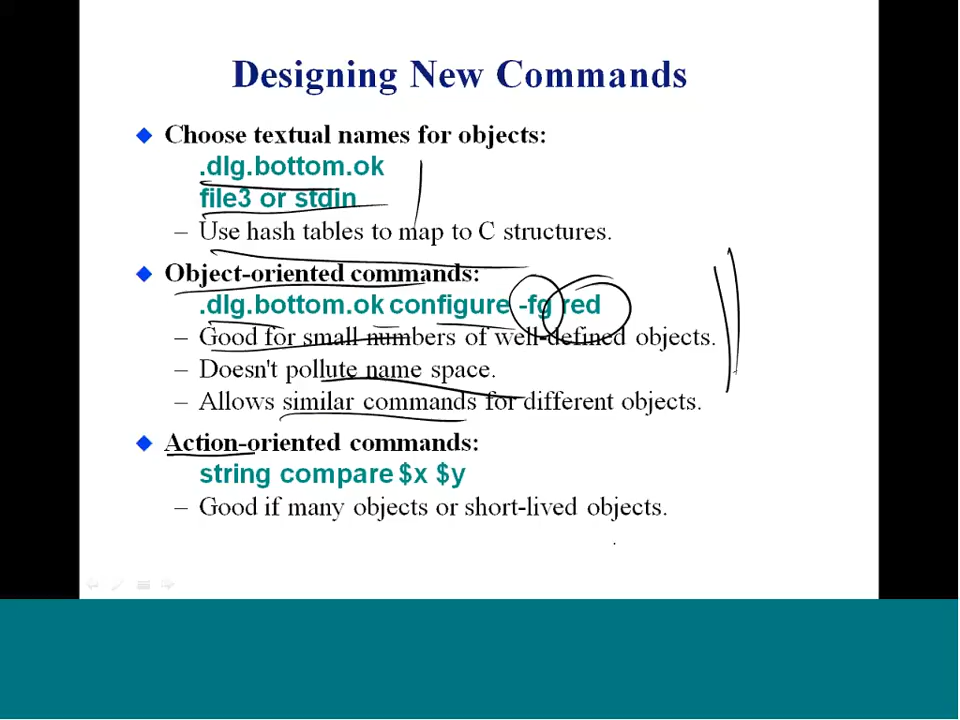 Designing New Commands
Choose textual names for objects:
.dlg.bottom.ok
file3 or stdin
– Use hash tables to map to C structures.
Object-oriented commands:
.dlg.bottom.ok configure -fg red
– Good for small numbers of well-defined objects.
– Doesn't pollute name space.
– Allows similar commands for different objects.
Action-oriented commands:
string compare $x $y
– Good if many objects or short-lived objects.